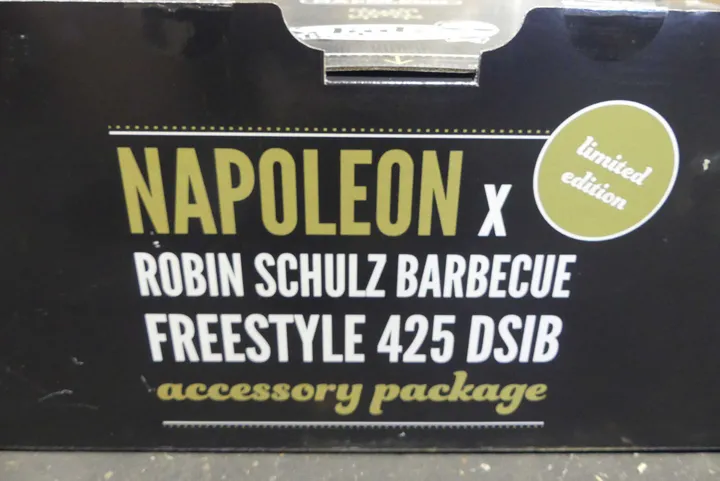 limited
edition
NAPOLEON X
ROBIN SCHULZ BARBECUE
FREESTYLE 425 DSIB
accessory package